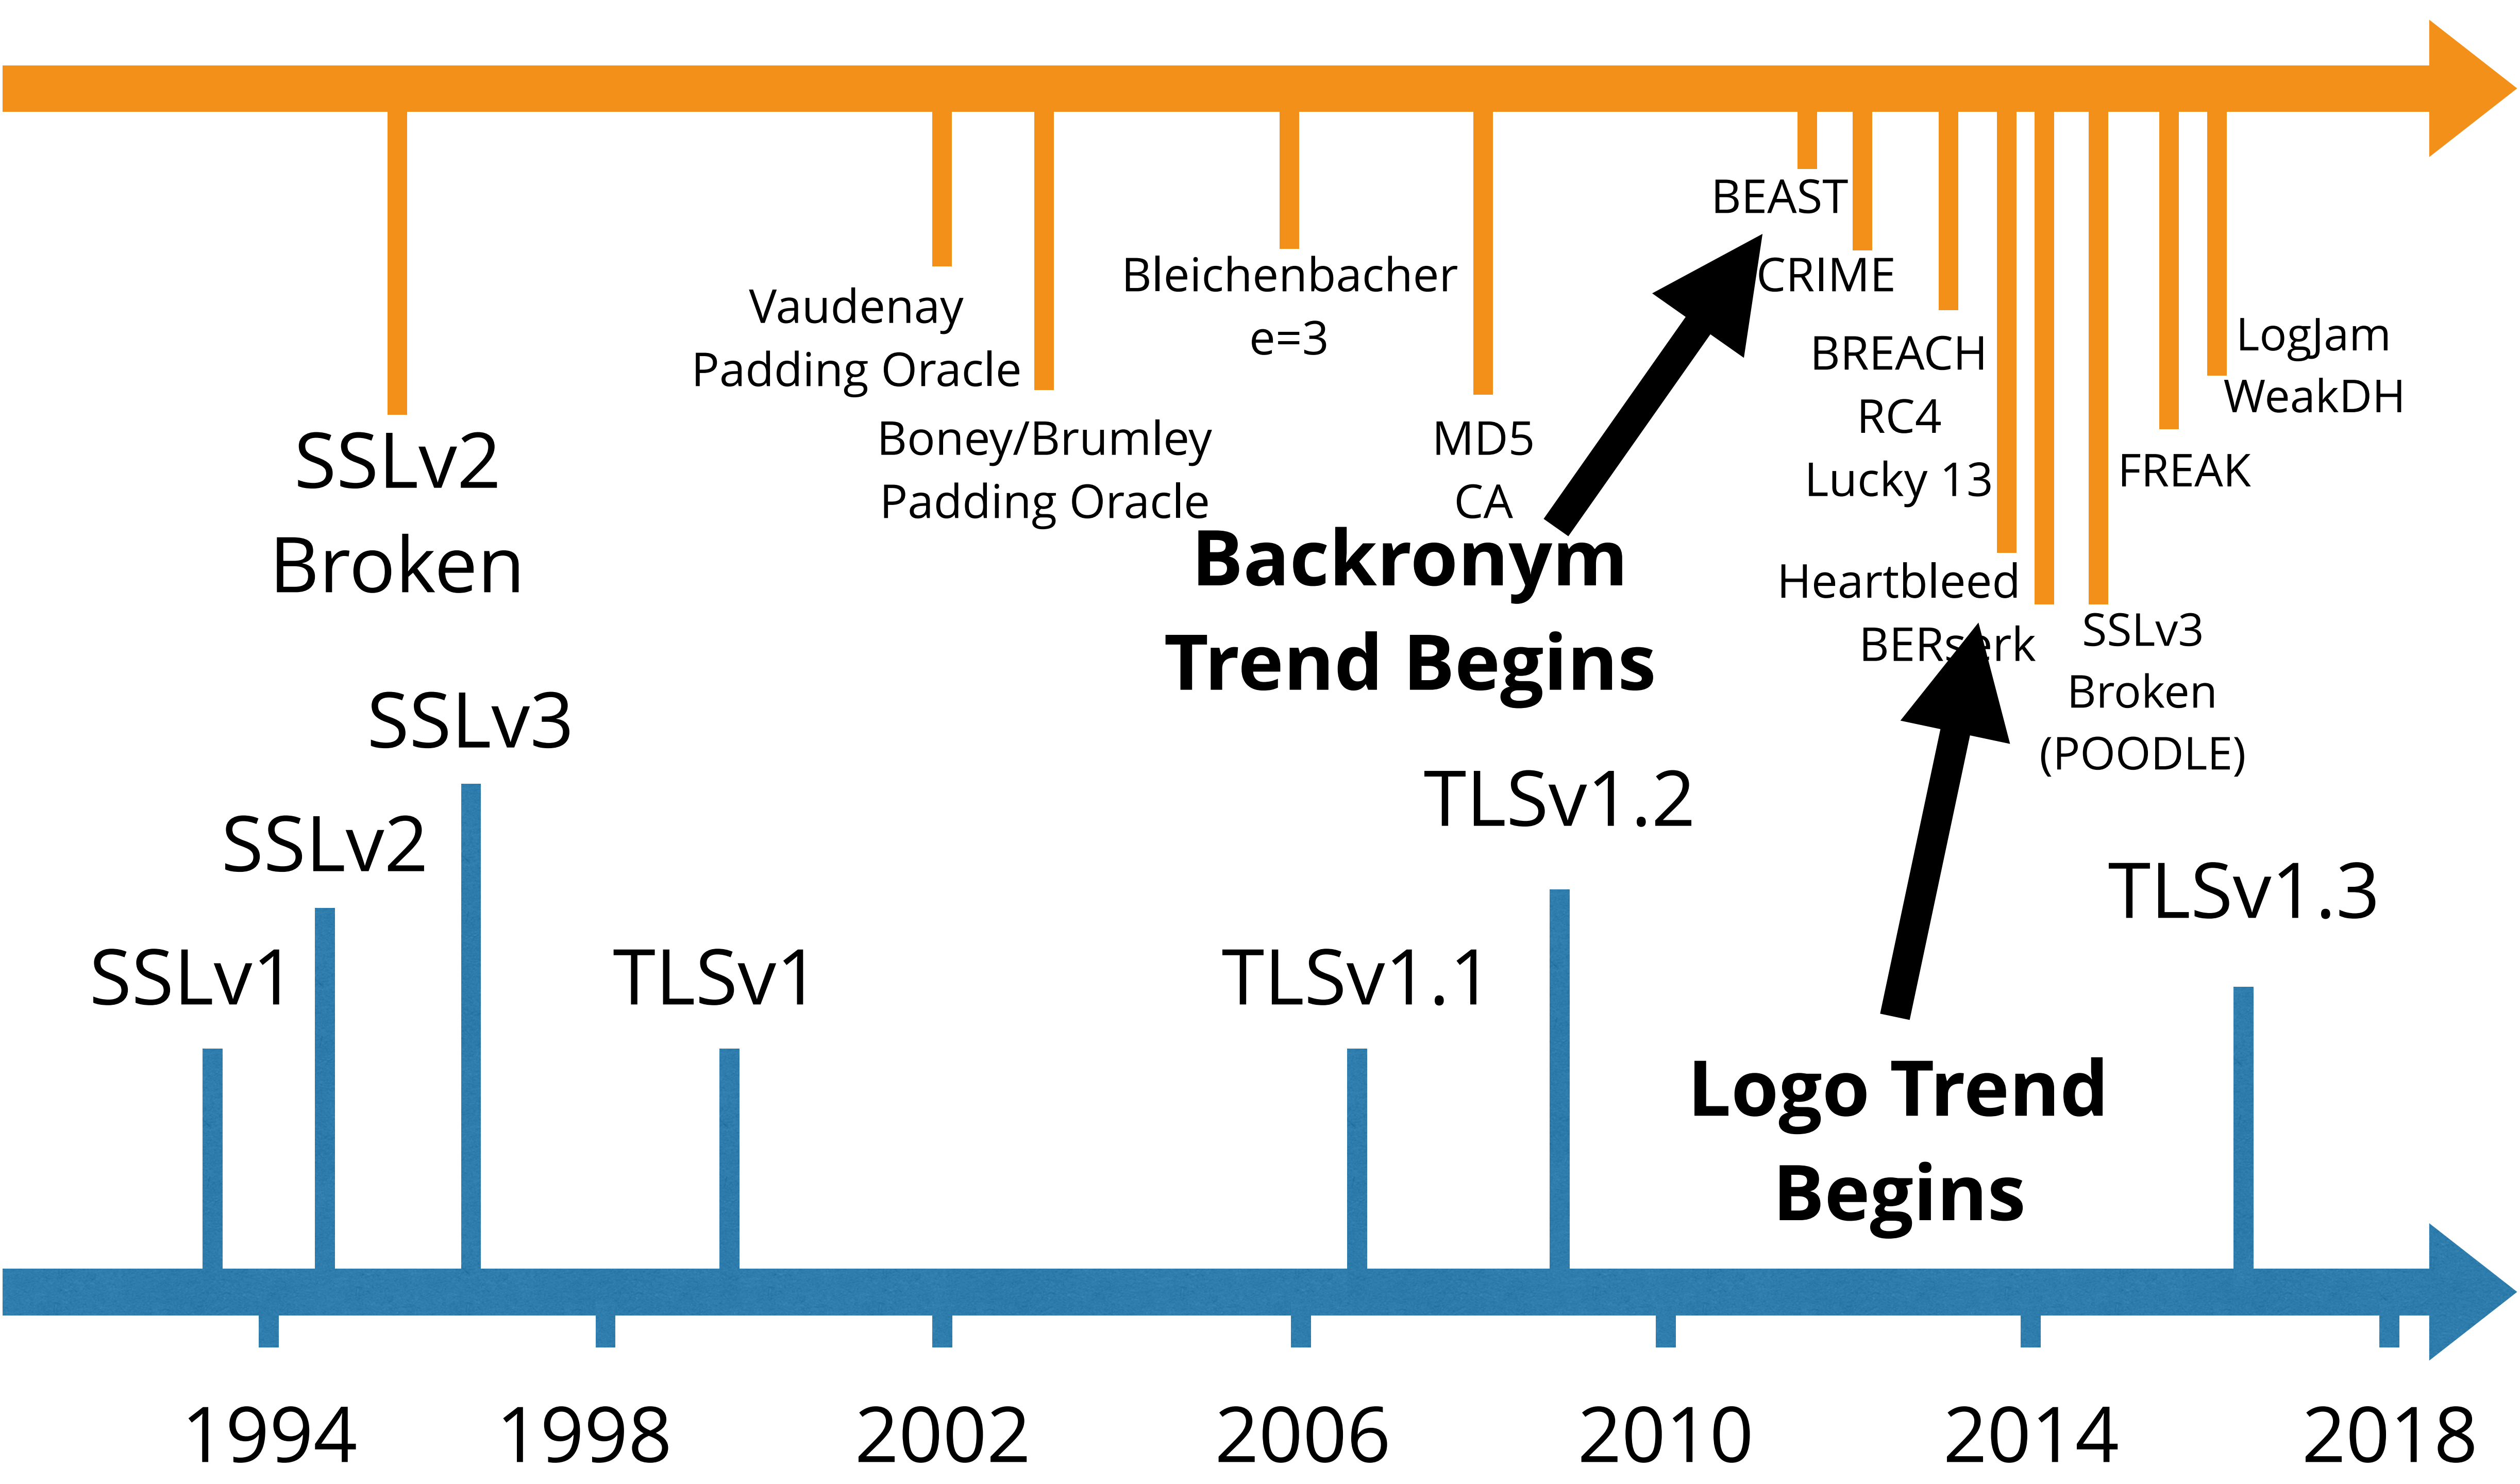 BEAST
CRIME
Vaudenay
Padding Oracle
Bleichenbacher
e=3
BREACH
RC4
Lucky 13
LogJam
WeakDH
Boney/Brumley
Padding Oracle
MD5
CA
FREAK
SSLv2
Broken
Backronym
Trend Begins
Heartbleed
BERserk
SSLv3
Broken
(POODLE)
SSLv3
SSLv2
SSLv1
TLSv1
TLSv1.1
TLSv1.2
TLSv1.3
Logo Trend
Begins
1994
1998
2002
2006
2010
2014
2018